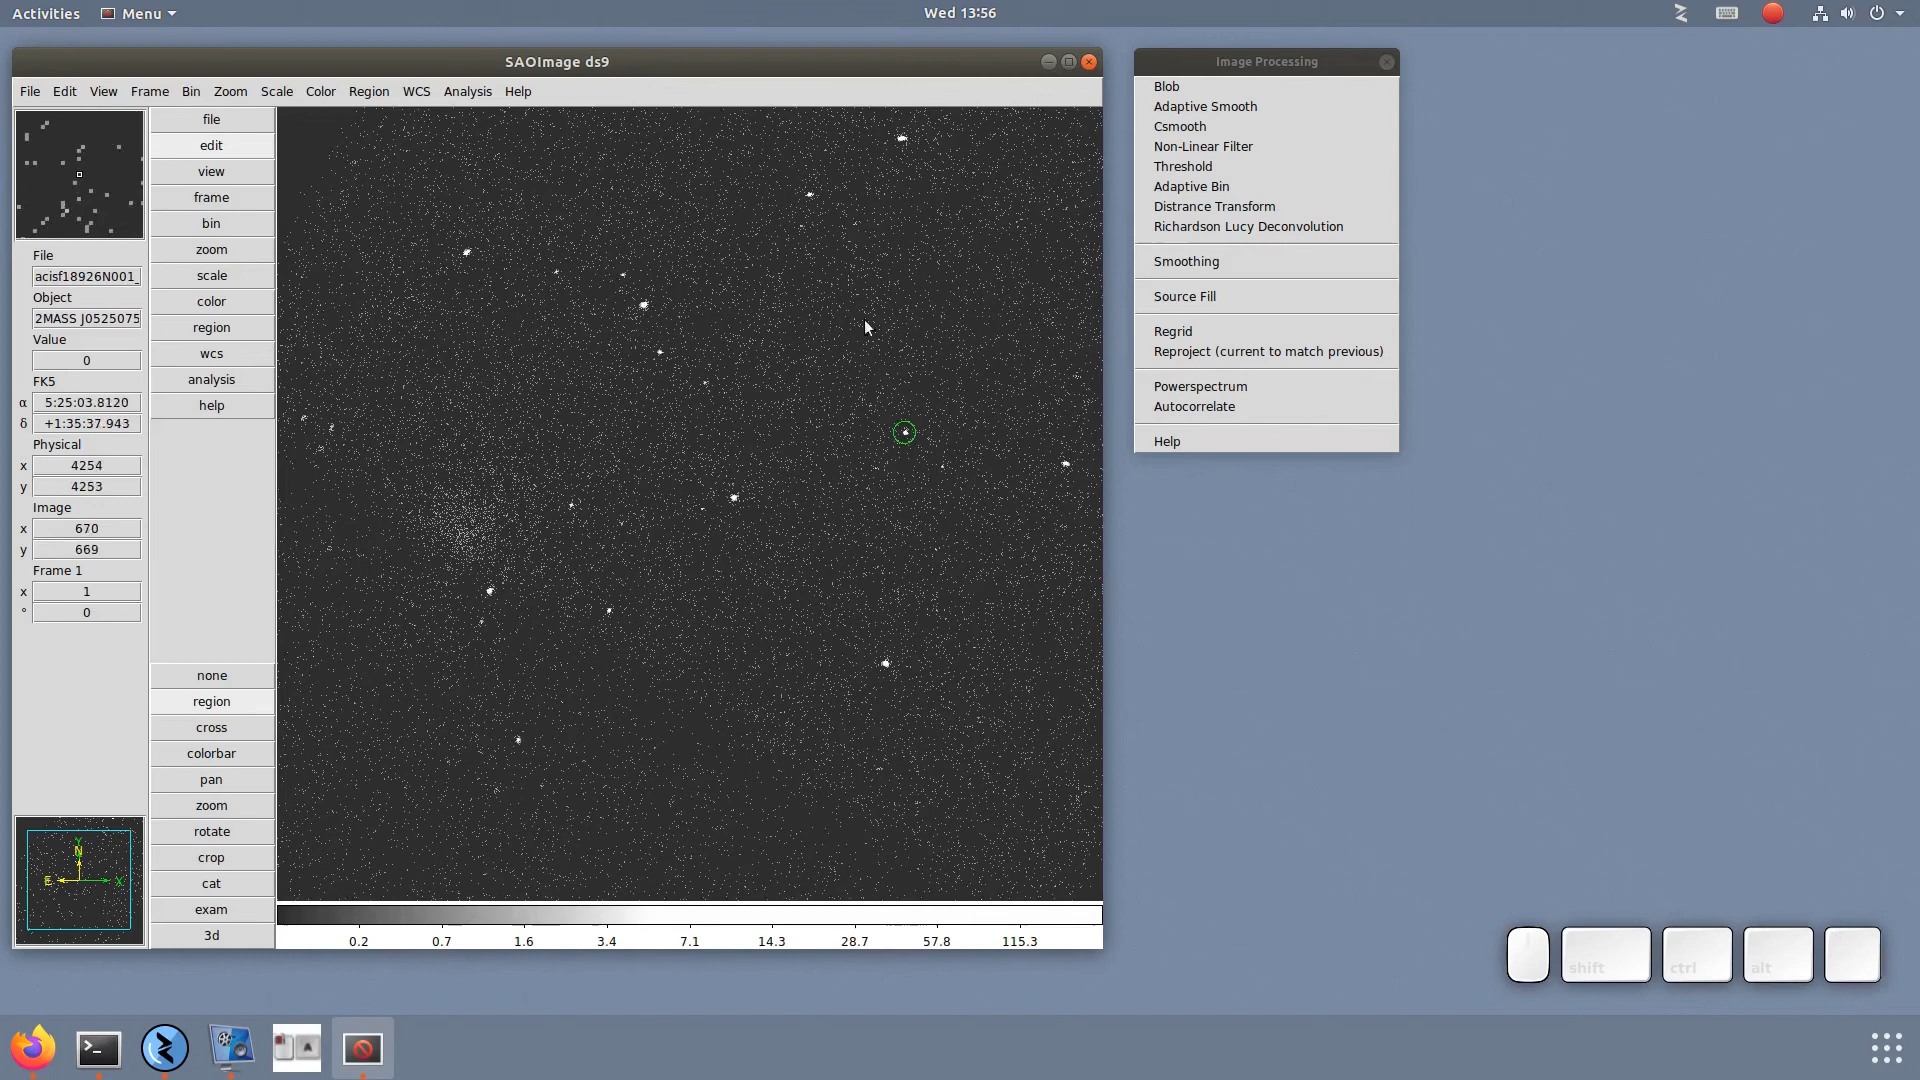 Activities
Menu
Wed 13:56
SAOImage ds9
File Edit View Frame Bin Zoom Scale Color Region WCS Analysis Help
File
acisf18926N001_
Object
2MASS J0525075
Value
0
FK5
α 5:25:03.8120
δ +1:35:37.943
Physical
x 4254
y 4253
Image
x 670
y 669
Frame 1
x 1
° 0
Y
N
E
X
file
edit
view
frame
bin
zoom
scale
color
region
wcs
analysis
help
none
region
cross
colorbar
pan
zoom
rotate
crop
cat
exam
3d
0.2 0.7 1.6 3.4 7.1 14.3 28.7 57.8 115.3
Image Processing
Blob
Adaptive Smooth
Csmooth
Non-Linear Filter
Threshold
Adaptive Bin
Distance Transform
Richardson Lucy Deconvolution
Smoothing
Source Fill
Regrid
Reproject (current to match previous)
Powerspectrum
Autocorrelate
Help
shift
ctrl
alt
>_
A